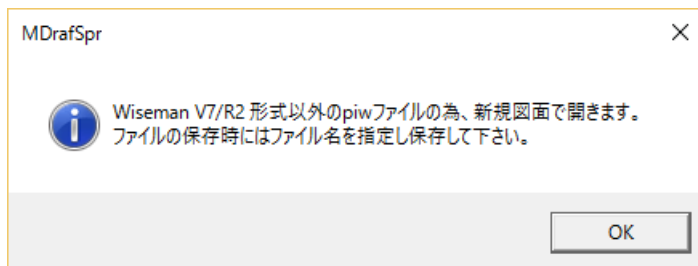 MDrafSpr
Wiseman V7/R2 形式以外のpiwファイルの為、新規図面で開きます。
ファイルの保存時にはファイル名を指定し保存して下さい。
OK